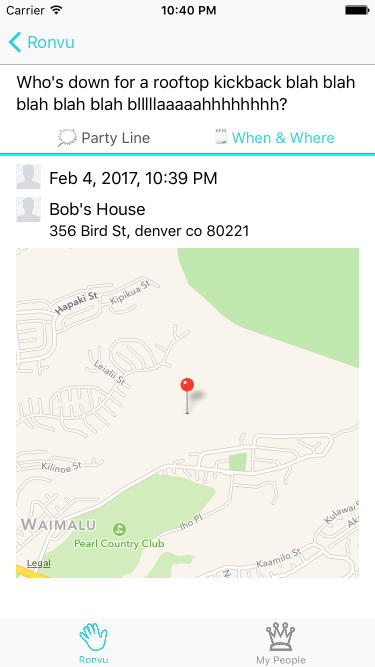 Carrier 10:40 PM
Ronvu
Who's down for a rooftop kickback blah blah
blah blah blah bllllaaaaahhhhhhhh?
Party Line When & Where
Feb 4, 2017, 10:39 PM
Bob's House
356 Bird St, denver co 80221
Hapaki St
Kipikua St
Leialii St
Kilinoe St
WAIMALU
Pearl Country Club
Iho Pl
Kaamilo St
Kulawai S
Legal
Ronvu My People